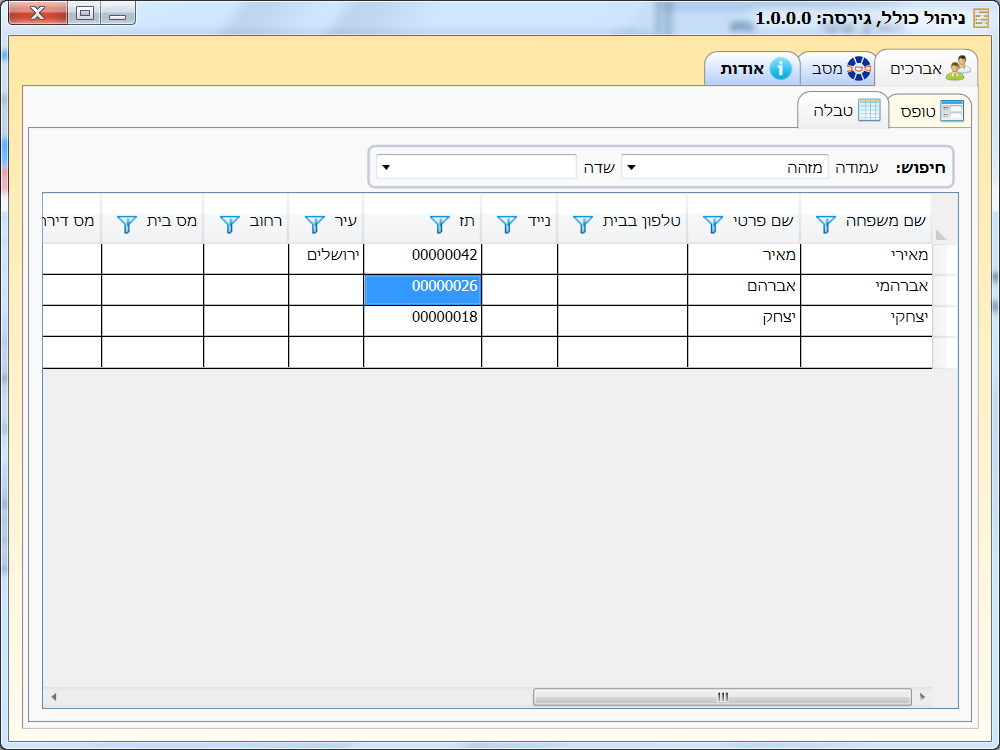 ניהול כולל, גירסה: 1.0.0.0
אברכים מסב אודות
טופס טבלה
חיפוש: עמודה מזהה שדה
שם משפחה שם פרטי טלפון בבית נייד תז עיר רחוב מס בית מס דירה
מאירי מאיר 00000042 ירושלים
אברהמי אברהם 00000026
יצחקי יצחק 00000018